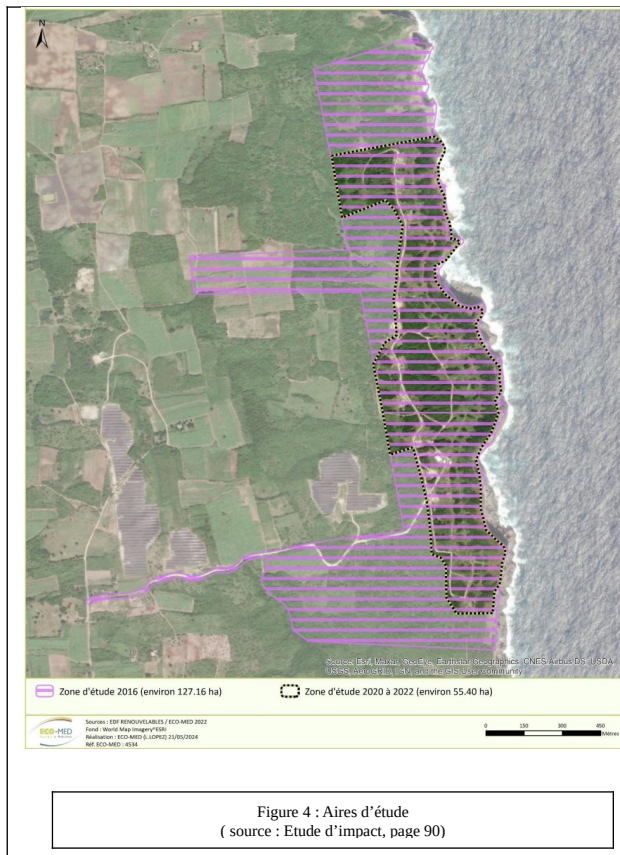 N
Source: Esri, Maxar, GeoEye, Earthstar Geographics, CNES/Airbus DS, USDA,
USGS, AeroGRID, IGN, and the GIS User Community
Zone d'étude 2016 (environ 127.16 ha)
Zone d'étude 2020 à 2022 (environ 55.40 ha)
ECO-MED
Sources : EDF RENOUVELABLES / ECO-MED 2022
Fond : World Map Imagery®ESRI
Réalisation : ECO-MED (L.LOPEZ) 21/05/2024
Réf. ECO-MED : 4534
0 150 300 450
Mètres
Figure 4 : Aires d'étude
( source : Etude d'impact, page 90)